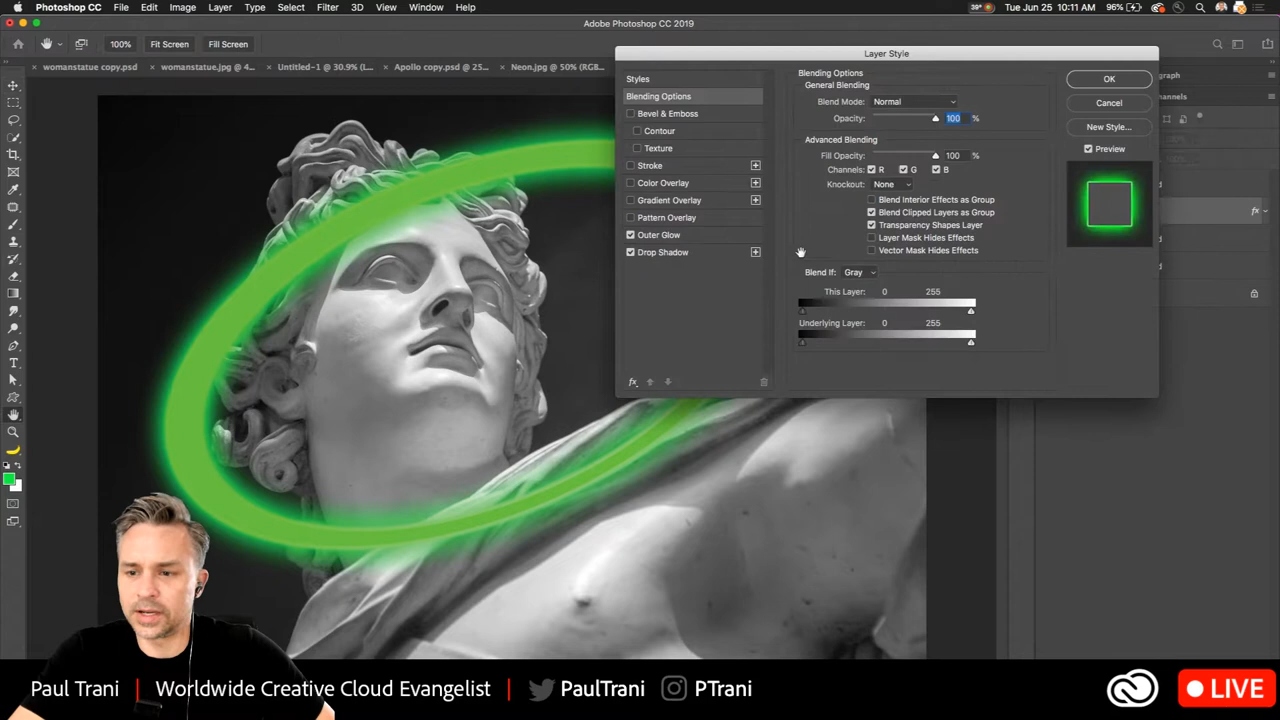 Photoshop CC File Edit Image Layer Type Select Filter 3D View Window Help
39° Tue Jun 25 10:11 AM 96%
Adobe Photoshop CC 2019
100% Fit Screen Fill Screen
womanstatue copy.psd womanstatue.jpg @ 4... Untitled-1 @ 30.9% (L... Apollo copy.psd @ 25... Neon.jpg @ 50% (RGB...
Layer Style
Styles
Blending Options
Bevel & Emboss
Contour
Texture
Stroke
Color Overlay
Gradient Overlay
Pattern Overlay
Outer Glow
Drop Shadow
fx
Blending Options
General Blending
Blend Mode: Normal
Opacity: 100 %
Advanced Blending
Fill Opacity: 100 %
Channels: R G B
Knockout: None
Blend Interior Effects as Group
Blend Clipped Layers as Group
Transparency Shapes Layer
Layer Mask Hides Effects
Vector Mask Hides Effects
Blend If: Gray
This Layer: 0 255
Underlying Layer: 0 255
OK
Cancel
New Style...
Preview
graph
hannels
fx
Paul Trani | Worldwide Creative Cloud Evangelist | PaulTrani PTrani
LIVE